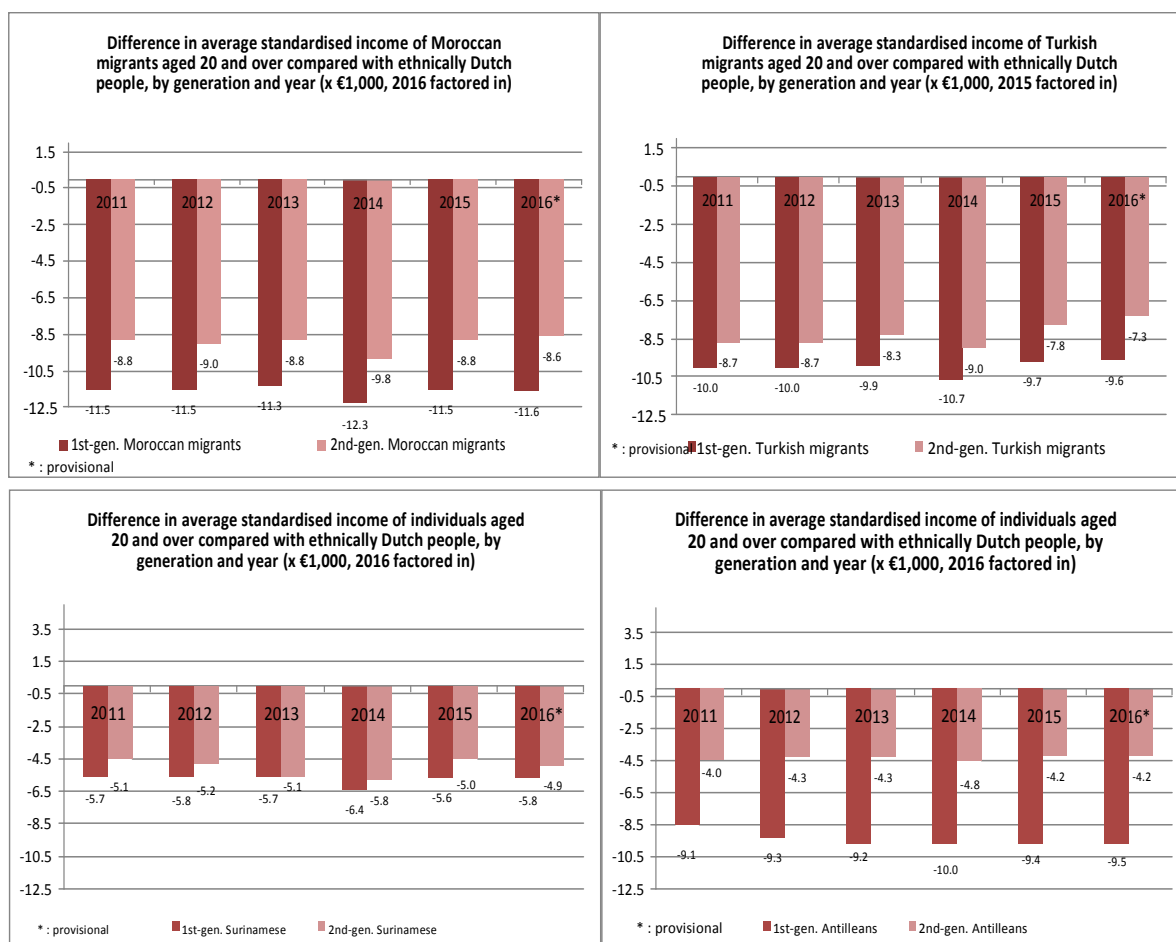 Difference in average standardised income of Moroccan
migrants aged 20 and over compared with ethnically Dutch
people, by generation and year (x €1,000, 2016 factored in)
1.5
-0.5
-2.5
-4.5
-6.5
-8.5
-10.5
-12.5
2011 2012 2013 2014 2015 2016*
-8.8 -9.0 -8.8 -9.8 -8.8 -8.6
-11.5 -11.5 -11.3 -12.3 -11.5 -11.6
1st-gen. Moroccan migrants 2nd-gen. Moroccan migrants
* : provisional
Difference in average standardised income of Turkish
migrants aged 20 and over compared with ethnically Dutch
people, by generation and year (x €1,000, 2015 factored in)
1.5
-0.5
-2.5
-4.5
-6.5
-8.5
-10.5
-12.5
2011 2012 2013 2014 2015 2016*
-8.7 -8.7 -8.3 -9.0 -7.8 -7.3
-10.0 -10.0 -9.9 -10.7 -9.7 -9.6
* : provisional 1st-gen. Turkish migrants 2nd-gen. Turkish migrants
Difference in average standardised income of individuals aged
20 and over compared with ethnically Dutch people, by
generation and year (x €1,000, 2016 factored in)
3.5
1.5
-0.5
-2.5
-4.5
-6.5
-8.5
-10.5
-12.5
2011 2012 2013 2014 2015 2016*
-5.7 -5.1 -5.8 -5.2 -5.7 -5.1 -6.4 -5.8 -5.6 -5.0 -5.8 -4.9
* : provisional 1st-gen. Surinamese 2nd-gen. Surinamese
Difference in average standardised income of individuals aged
20 and over compared with ethnically Dutch people, by
generation and year (x €1,000, 2016 factored in)
3.5
1.5
-0.5
-2.5
-4.5
-6.5
-8.5
-10.5
-12.5
2011 2012 2013 2014 2015 2016*
-4.0 -4.3 -4.3 -4.8 -4.2 -4.2
-9.1 -9.3 -9.2 -10.0 -9.4 -9.5
* : provisional 1st-gen. Antilleans 2nd-gen. Antilleans